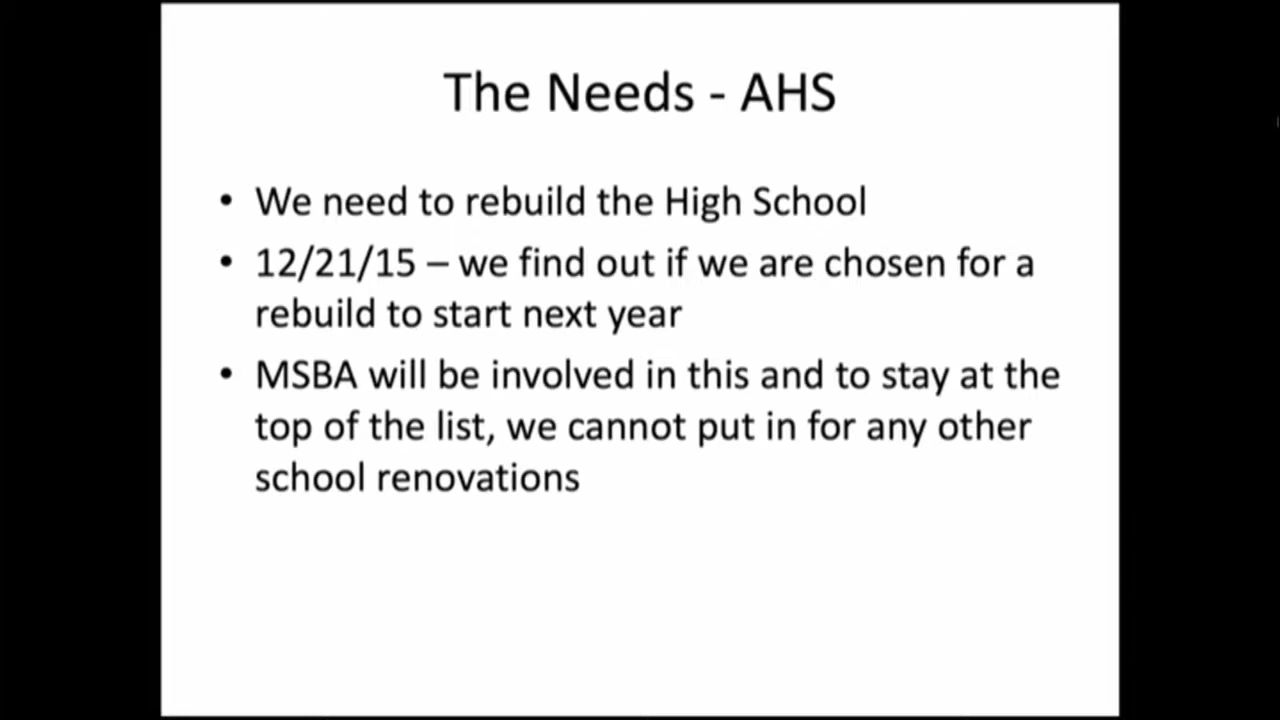 The Needs - AHS
• We need to rebuild the High School
• 12/21/15 – we find out if we are chosen for a
rebuild to start next year
• MSBA will be involved in this and to stay at the
top of the list, we cannot put in for any other
school renovations